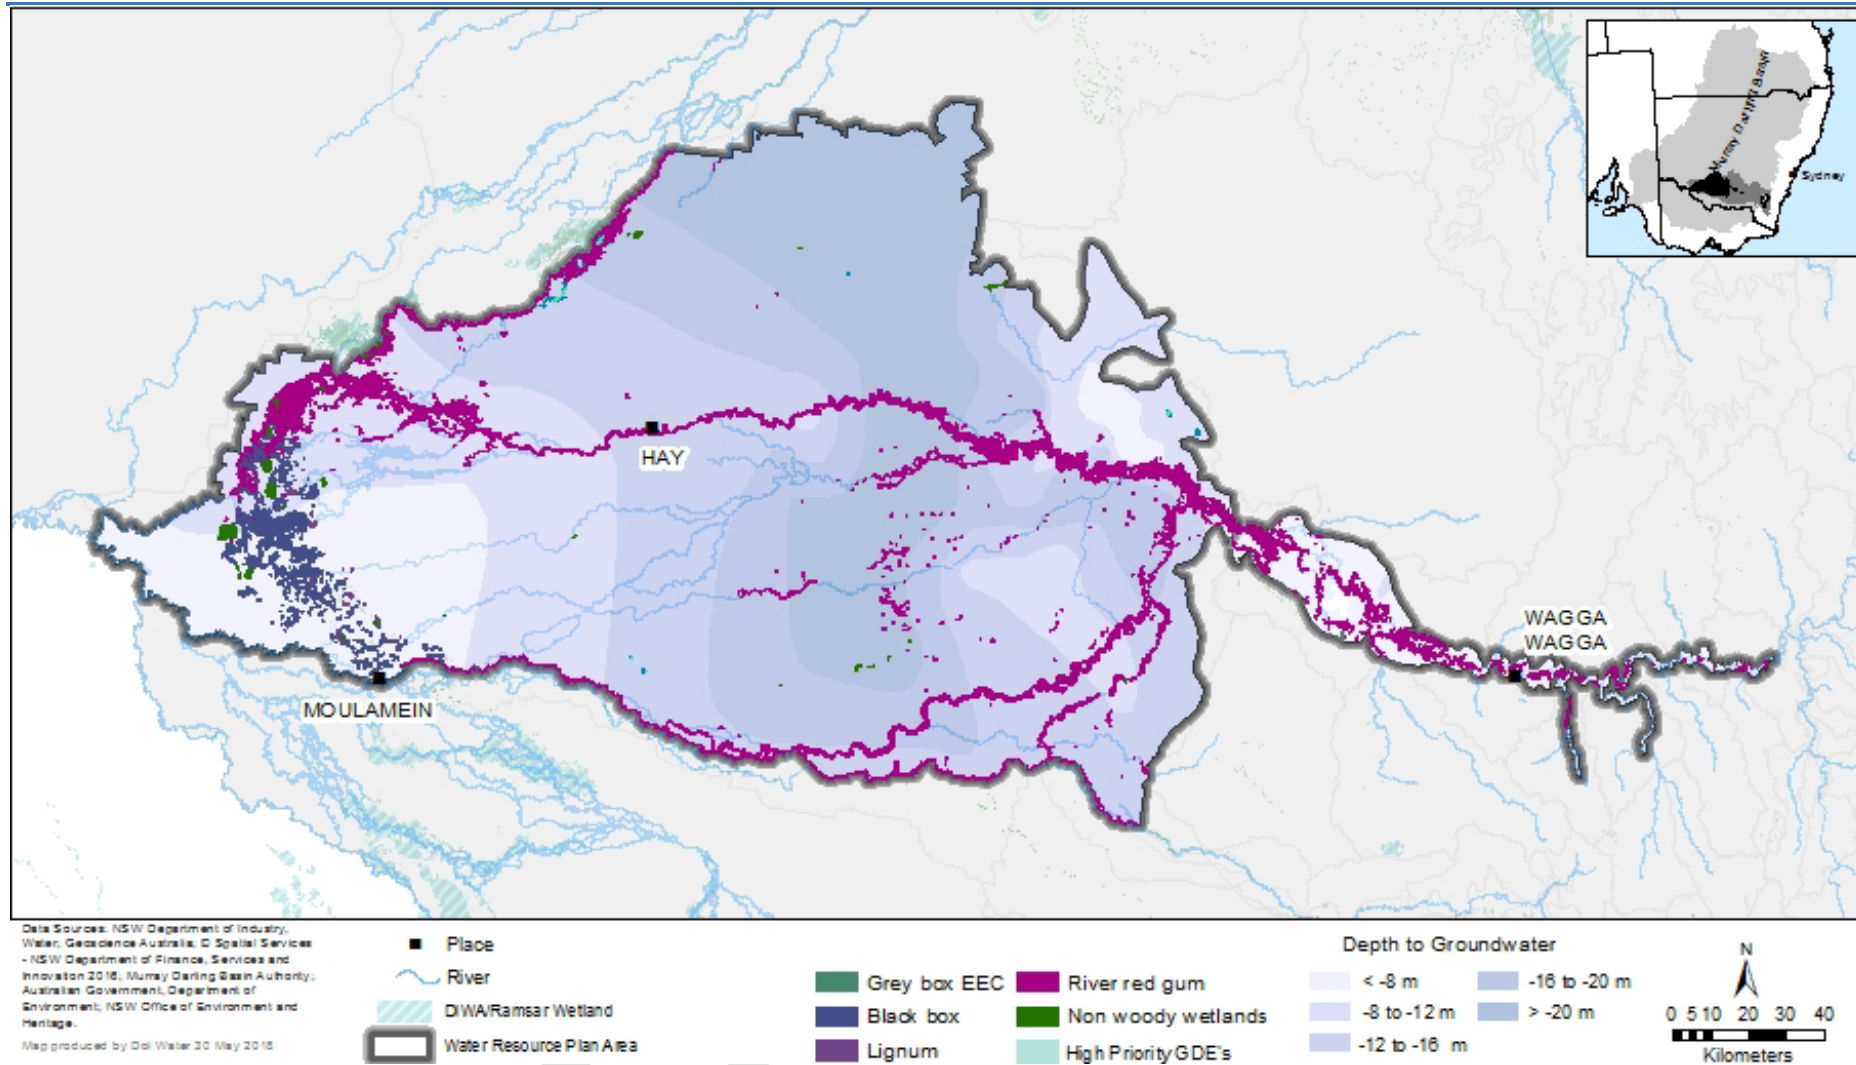 Murray Darling Basin
Sydney
HAY
WAGGA
WAGGA
MOULAMEIN
Data Sources: NSW Department of Industry,
Water, Geoscience Australia, D Spatial Services
- NSW Department of Finance, Services and
Innovation 2016; Murray Darling Basin Authority;
Australian Government, Department of
Environment; NSW Office of Environment and
Heritage.
Map produced by DoI Water 30 May 2018
Place
River
DIWA/Ramsar Wetland
Water Resource Plan Area
Grey box EEC
Black box
Lignum
River red gum
Non woody wetlands
High Priority GDE's
Depth to Groundwater
< -8 m
-8 to -12 m
-12 to -16 m
-16 to -20 m
> -20 m
N
0 5 10 20 30 40
Kilometers